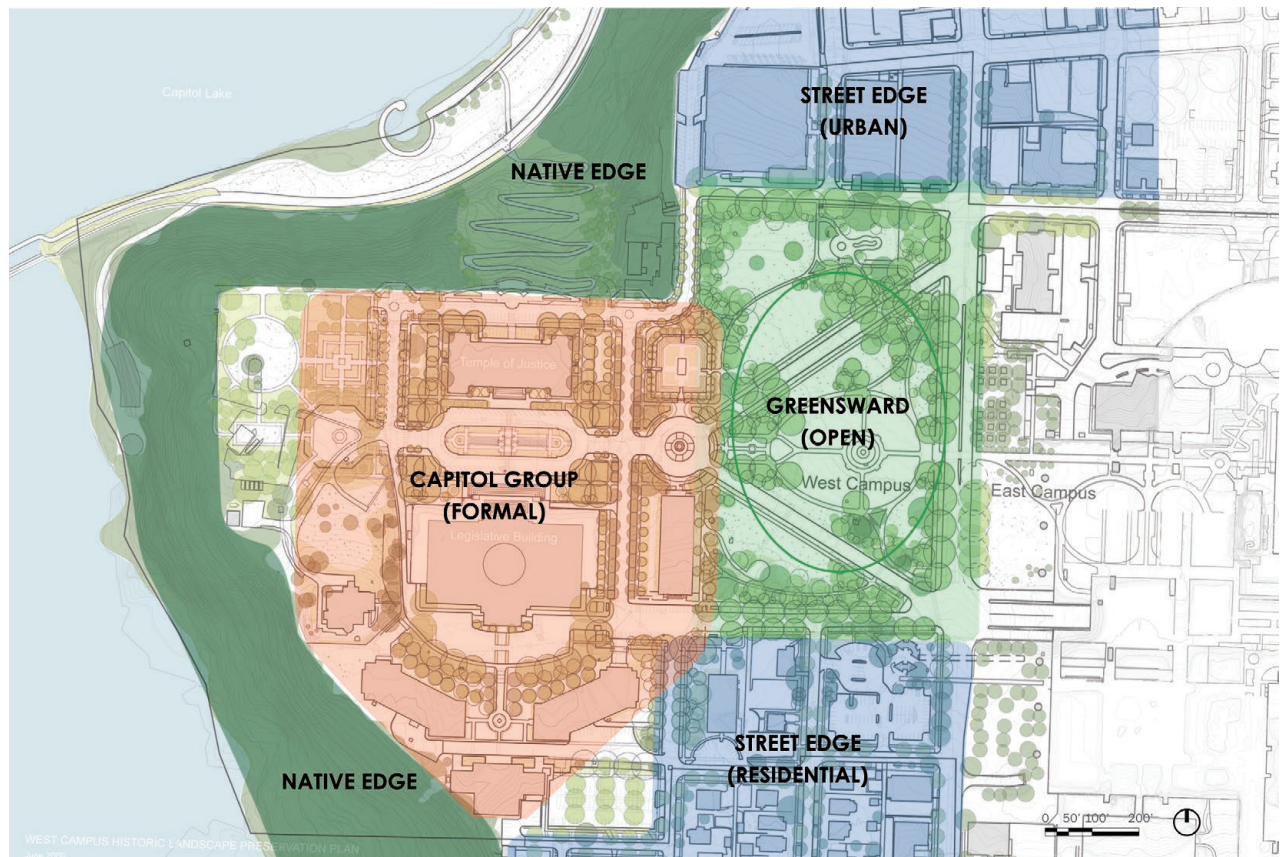 Capitol Lake
STREET EDGE
(URBAN)
NATIVE EDGE
Temple of Justice
GREENSWARD
(OPEN)
CAPITOL GROUP
(FORMAL)
West Campus
East Campus
Legislative Building
STREET EDGE
(RESIDENTIAL)
NATIVE EDGE
0 50' 100' 200'
WEST CAMPUS HISTORIC LANDSCAPE PRESERVATION PLAN